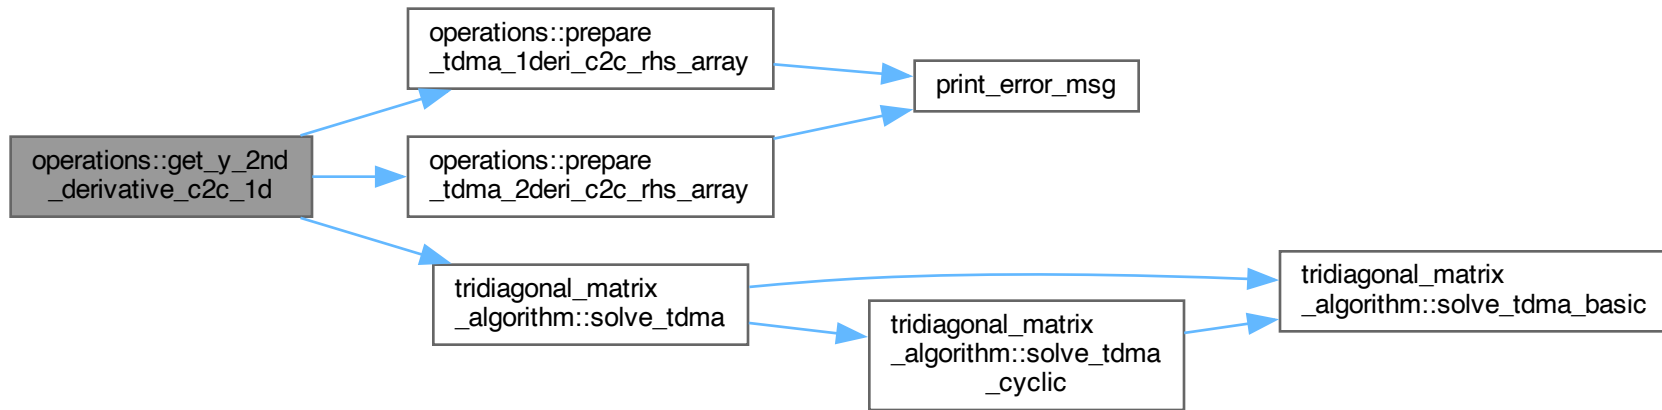 operations::get_y_2nd
_derivative_c2c_1d
operations::prepare
_tdma_1deri_c2c_rhs_array
operations::prepare
_tdma_2deri_c2c_rhs_array
tridiagonal_matrix
_algorithm::solve_tdma
print_error_msg
tridiagonal_matrix
_algorithm::solve_tdma
_cyclic
tridiagonal_matrix
_algorithm::solve_tdma_basic